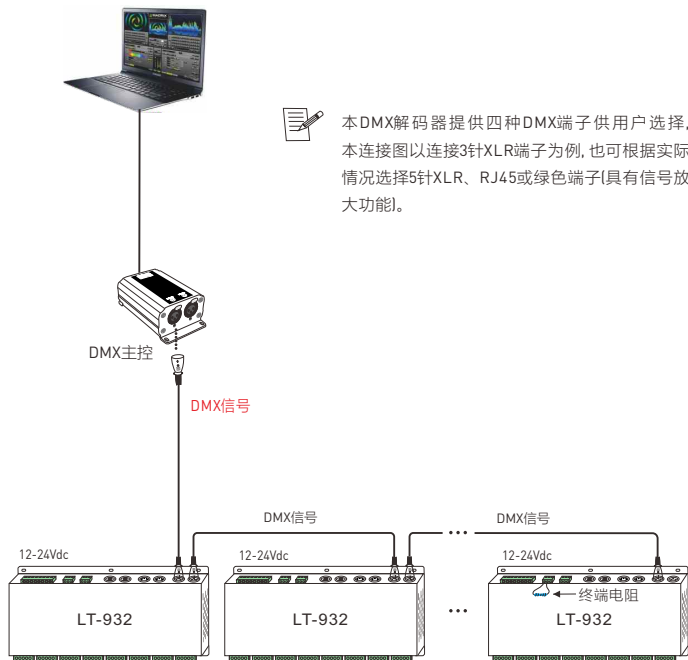 本DMX解码器提供四种DMX端子供用户选择,
本连接图以连接3针XLR端子为例, 也可根据实际
情况选择5针XLR、RJ45或绿色端子(具有信号放
大功能)。
DMX主控
DMX信号
DMX信号
DMX信号
12-24Vdc
12-24Vdc
12-24Vdc
终端电阻
LT-932
LT-932
LT-932